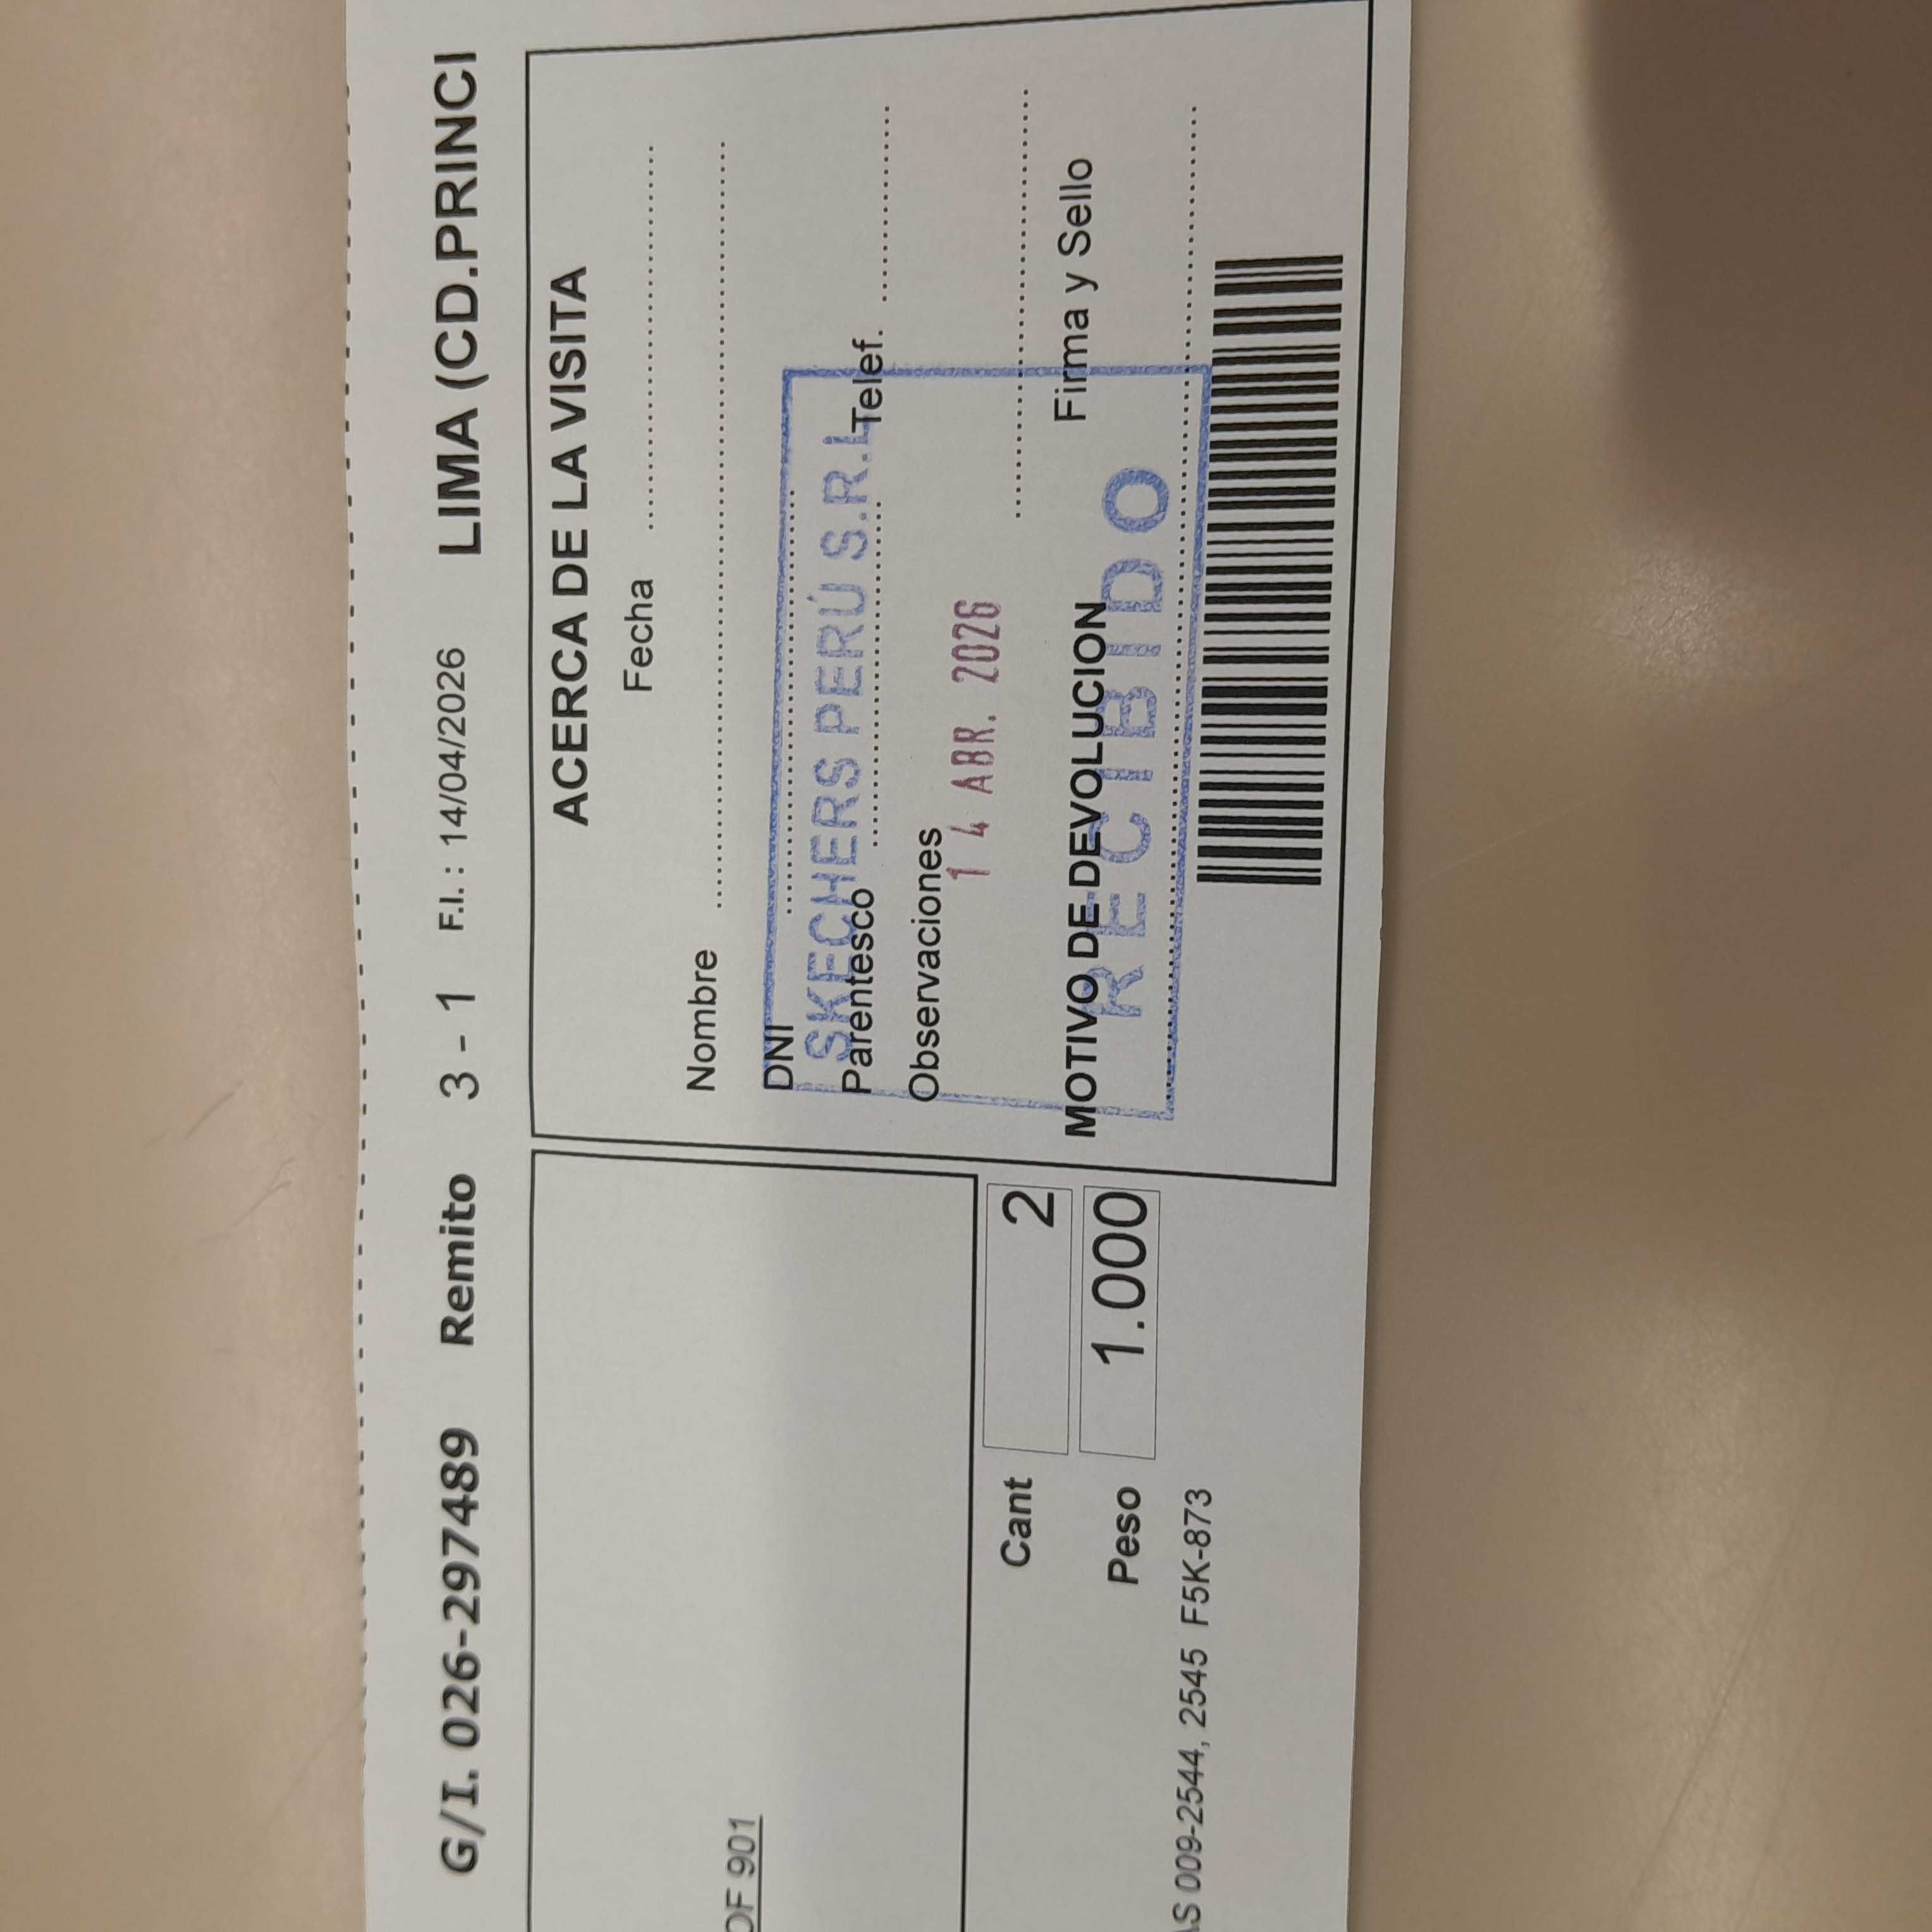 G/I. 026-297489 Remito 3 - 1 F.I. : 14/04/2026 LIMA (CD.PRINCI
OF 901
Cant 2
Peso 1.000
AS 009-2544, 2545 F5K-873
ACERCA DE LA VISITA
Fecha
Nombre
DNI
SKECHERS PERÚ S.R.L
Parentesco Telef.
Observaciones
14 ABR. 2026
Firma y Sello
MOTIVO DE DEVOLUCION
RECIBIDO